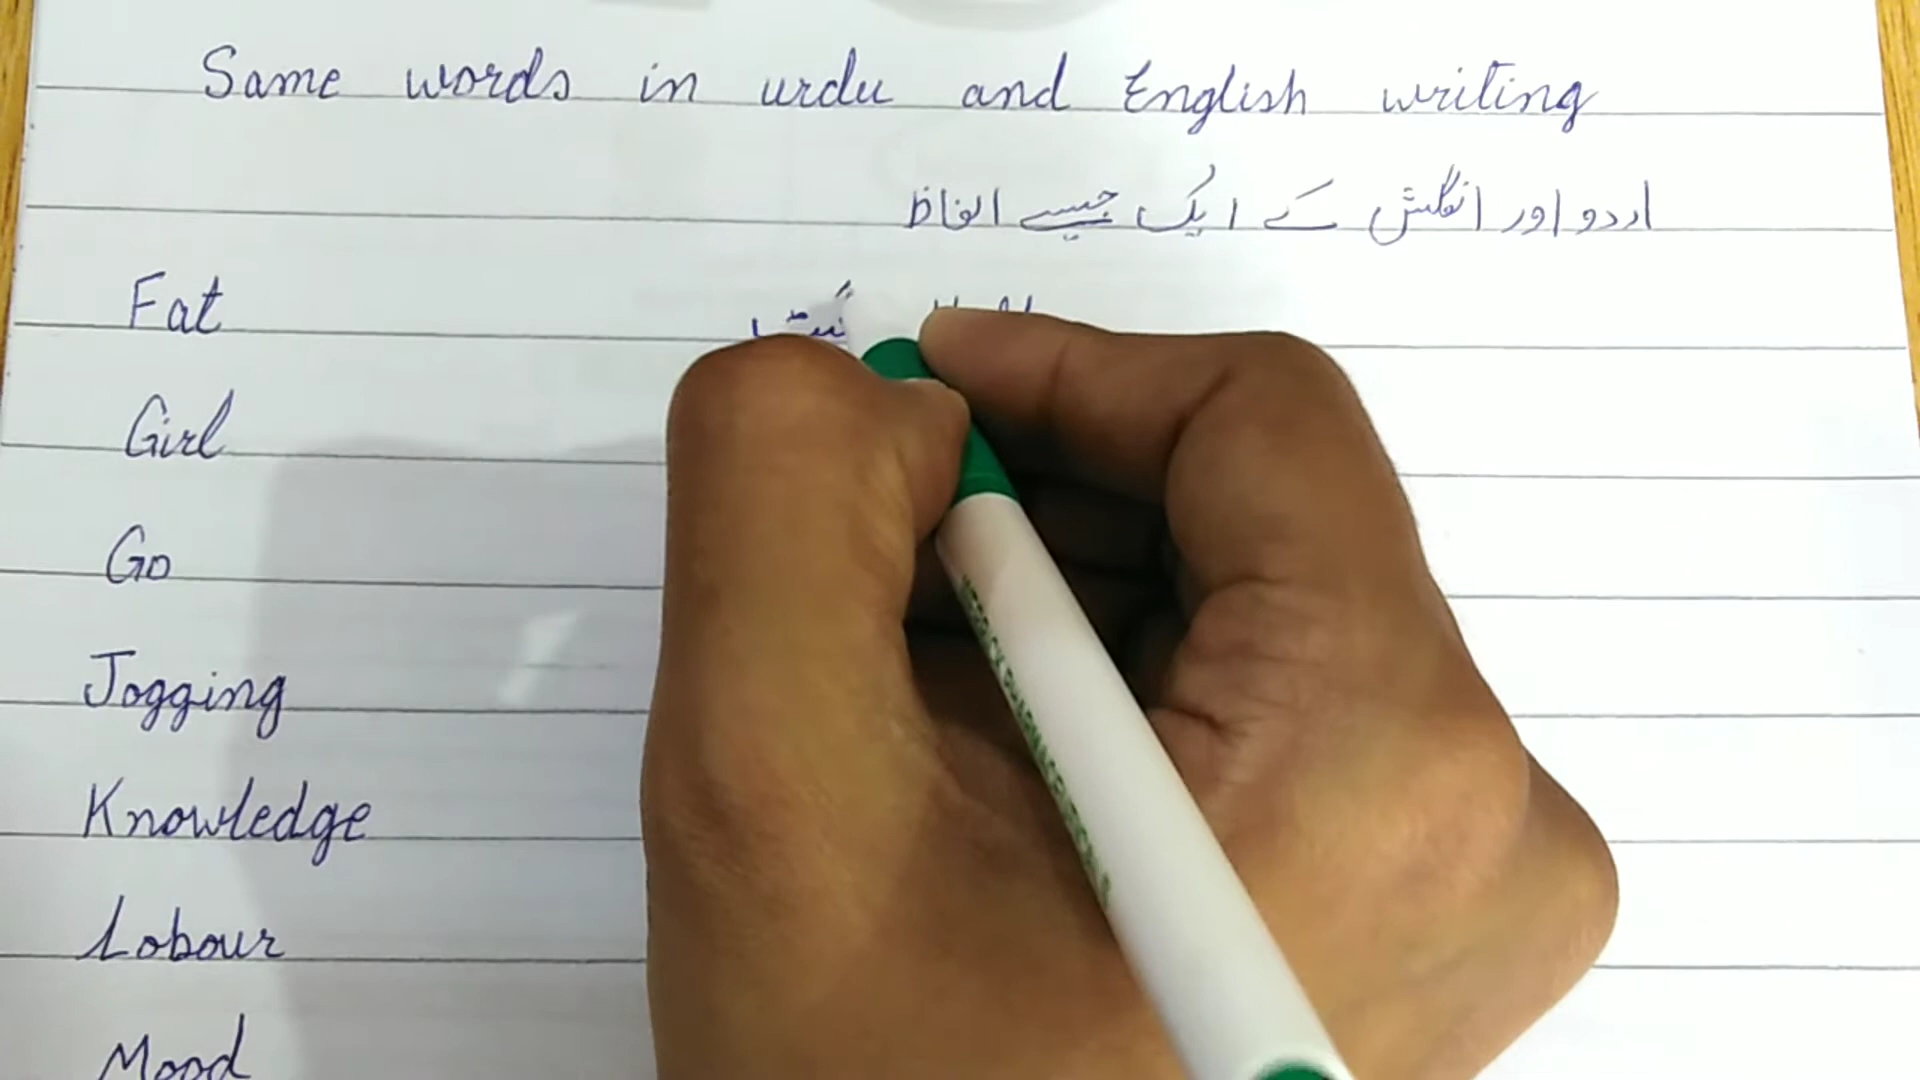 Same words in urdu and English writing
اردو اور انگلش کے ایک جیسے الفاظ
Fat
Girl
Go
Jogging
Knowledge
Lobour
Mood